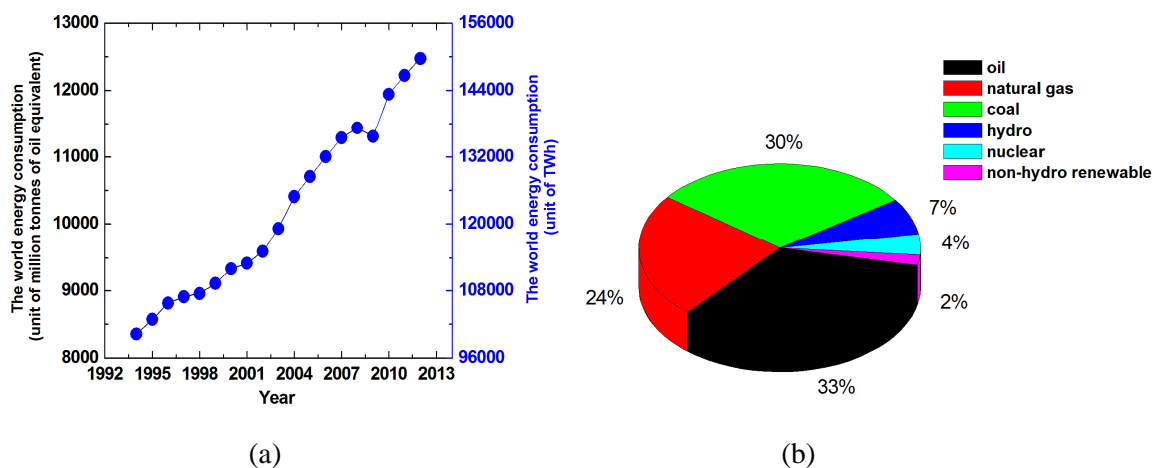 The world energy consumption
(unit of million tonnes of oil equivalent)
13000
12000
11000
10000
9000
8000
156000
144000
132000
120000
108000
96000
The world energy consumption
(unit of TWh)
1992 1995 1998 2001 2004 2007 2010 2013
Year
(a)
oil
natural gas
coal
hydro
nuclear
non-hydro renewable
30%
7%
4%
2%
24%
33%
(b)